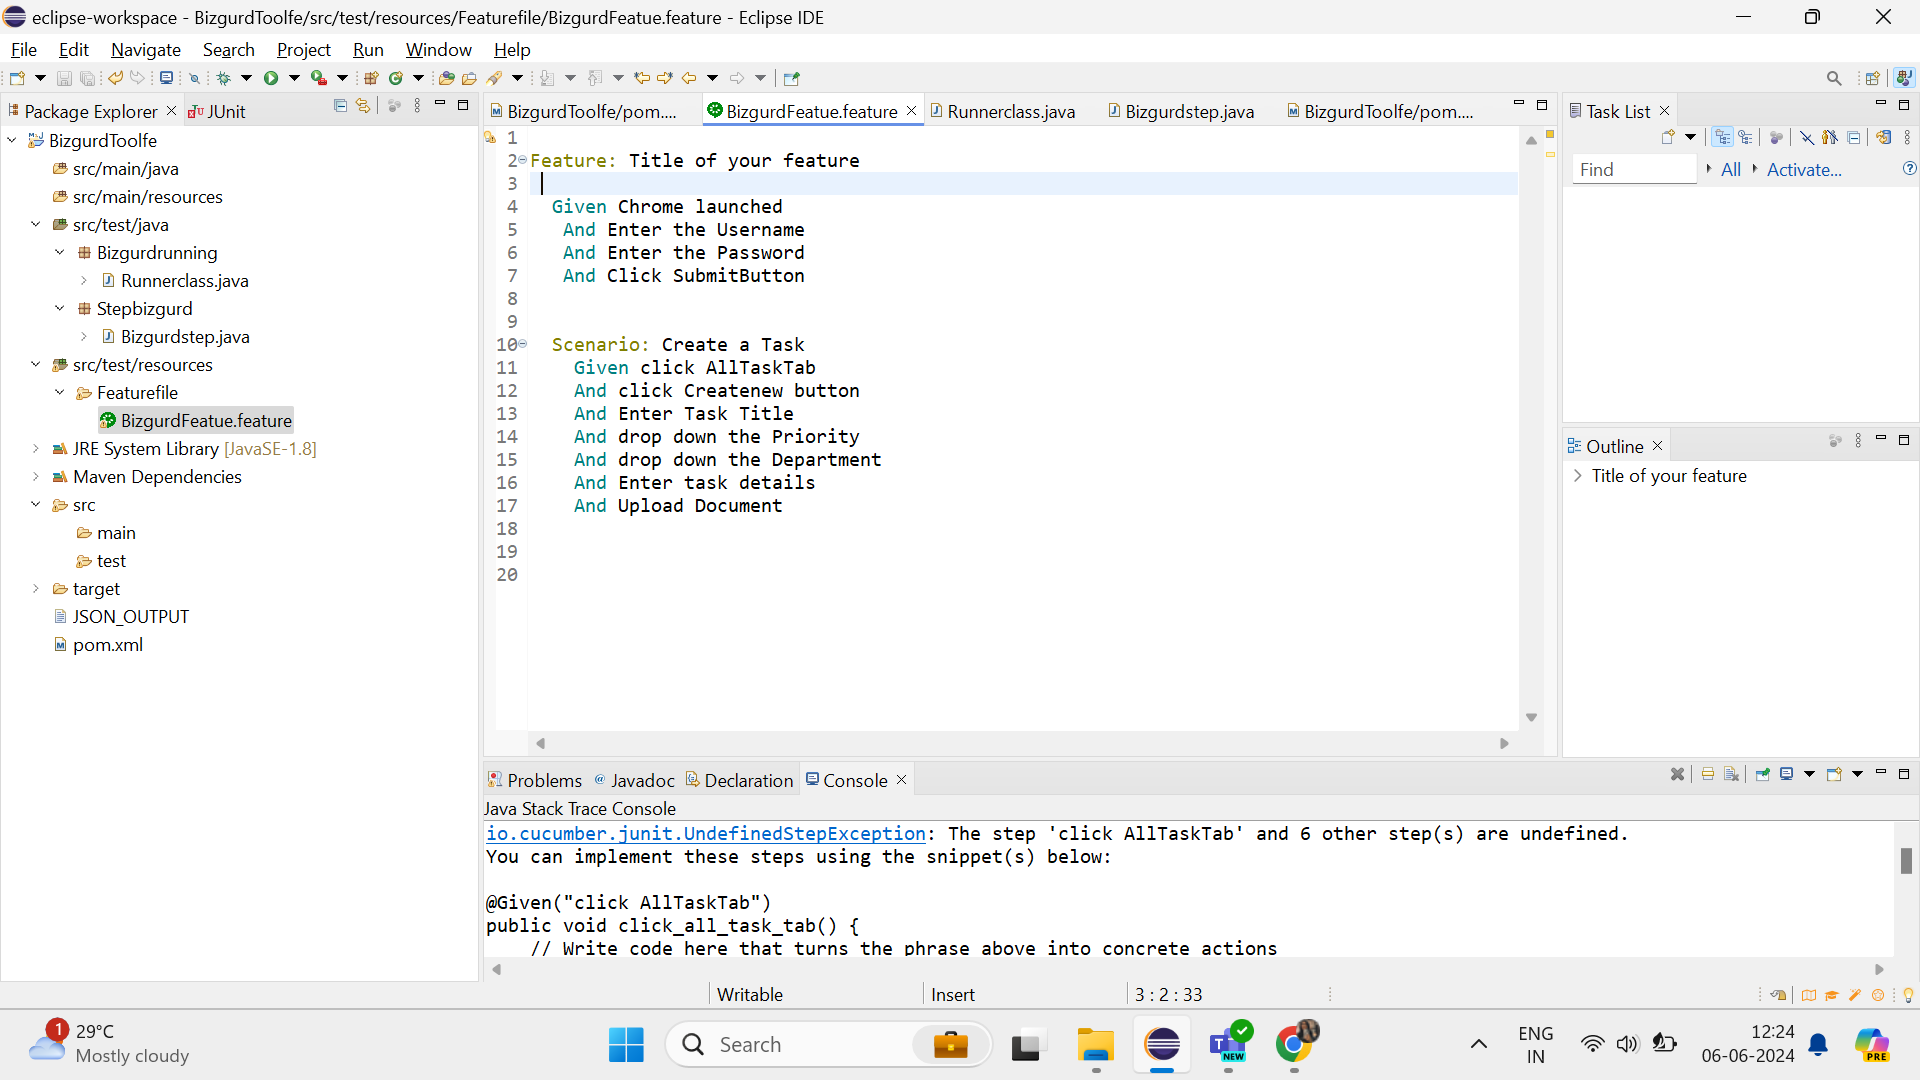 eclipse-workspace - BizgurdToolfe/src/test/resources/Featurefile/BizgurdFeatue.feature - Eclipse IDE
File Edit Navigate Search Project Run Window Help
Package Explorer
JUnit
BizgurdToolfe
src/main/java
src/main/resources
src/test/java
Bizgurdrunning
Runnerclass.java
Stepbizgurd
Bizgurdstep.java
src/test/resources
Featurefile
BizgurdFeatue.feature
JRE System Library [JavaSE-1.8]
Maven Dependencies
src
main
test
target
JSON_OUTPUT
pom.xml
BizgurdToolfe/pom....
BizgurdFeatue.feature
Runnerclass.java
Bizgurdstep.java
BizgurdToolfe/pom....
1
2 Feature: Title of your feature
3
4 Given Chrome launched
5 And Enter the Username
6 And Enter the Password
7 And Click SubmitButton
8
9
10 Scenario: Create a Task
11 Given click AllTaskTab
12 And click Createnew button
13 And Enter Task Title
14 And drop down the Priority
15 And drop down the Department
16 And Enter task details
17 And Upload Document
18
19
20
Task List
Find
All
Activate...
Outline
Title of your feature
Problems
@ Javadoc
Declaration
Console
Java Stack Trace Console
io.cucumber.junit.UndefinedStepException: The step 'click AllTaskTab' and 6 other step(s) are undefined.
You can implement these steps using the snippet(s) below:
@Given("click AllTaskTab")
public void click_all_task_tab() {
// Write code here that turns the phrase above into concrete actions
Writable
Insert
3 : 2 : 33
1
29°C
Mostly cloudy
Search
NEW
ENG
IN
12:24
06-06-2024
PRE